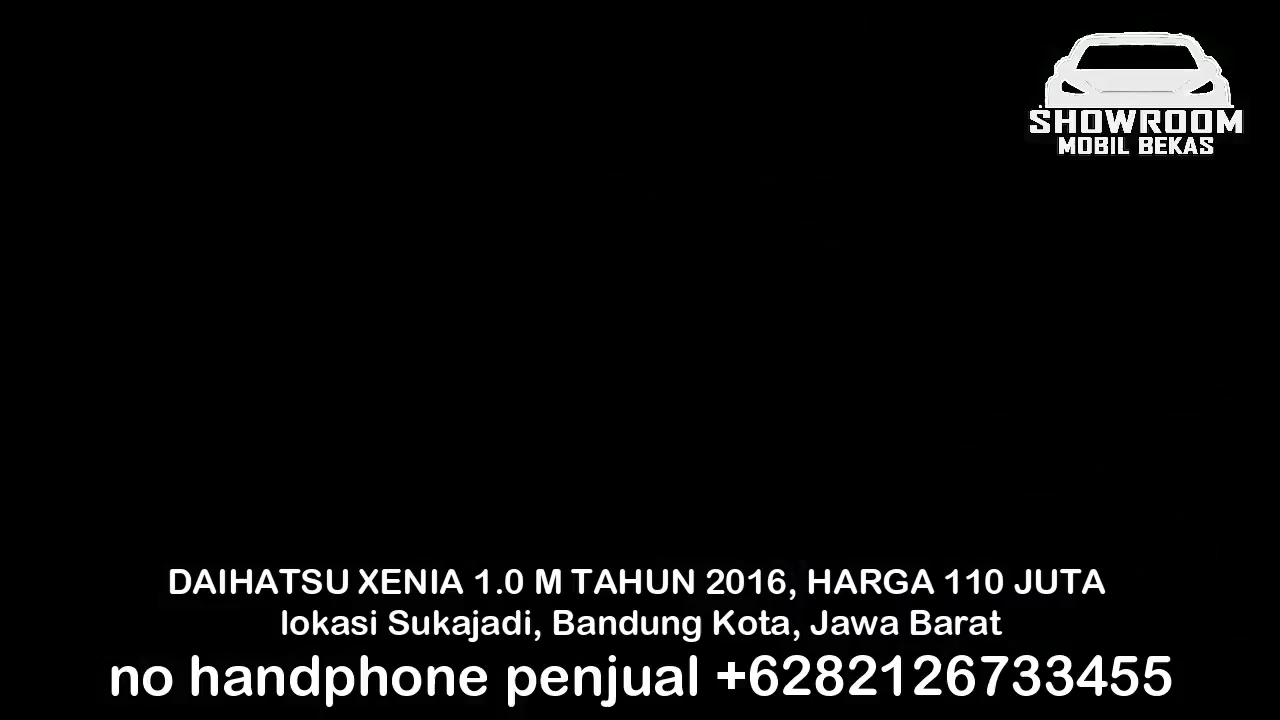 SHOWROOM
MOBIL BEKAS
DAIHATSU XENIA 1.0 M TAHUN 2016, HARGA 110 JUTA
lokasi Sukajadi, Bandung Kota, Jawa Barat
no handphone penjual +6282126733455